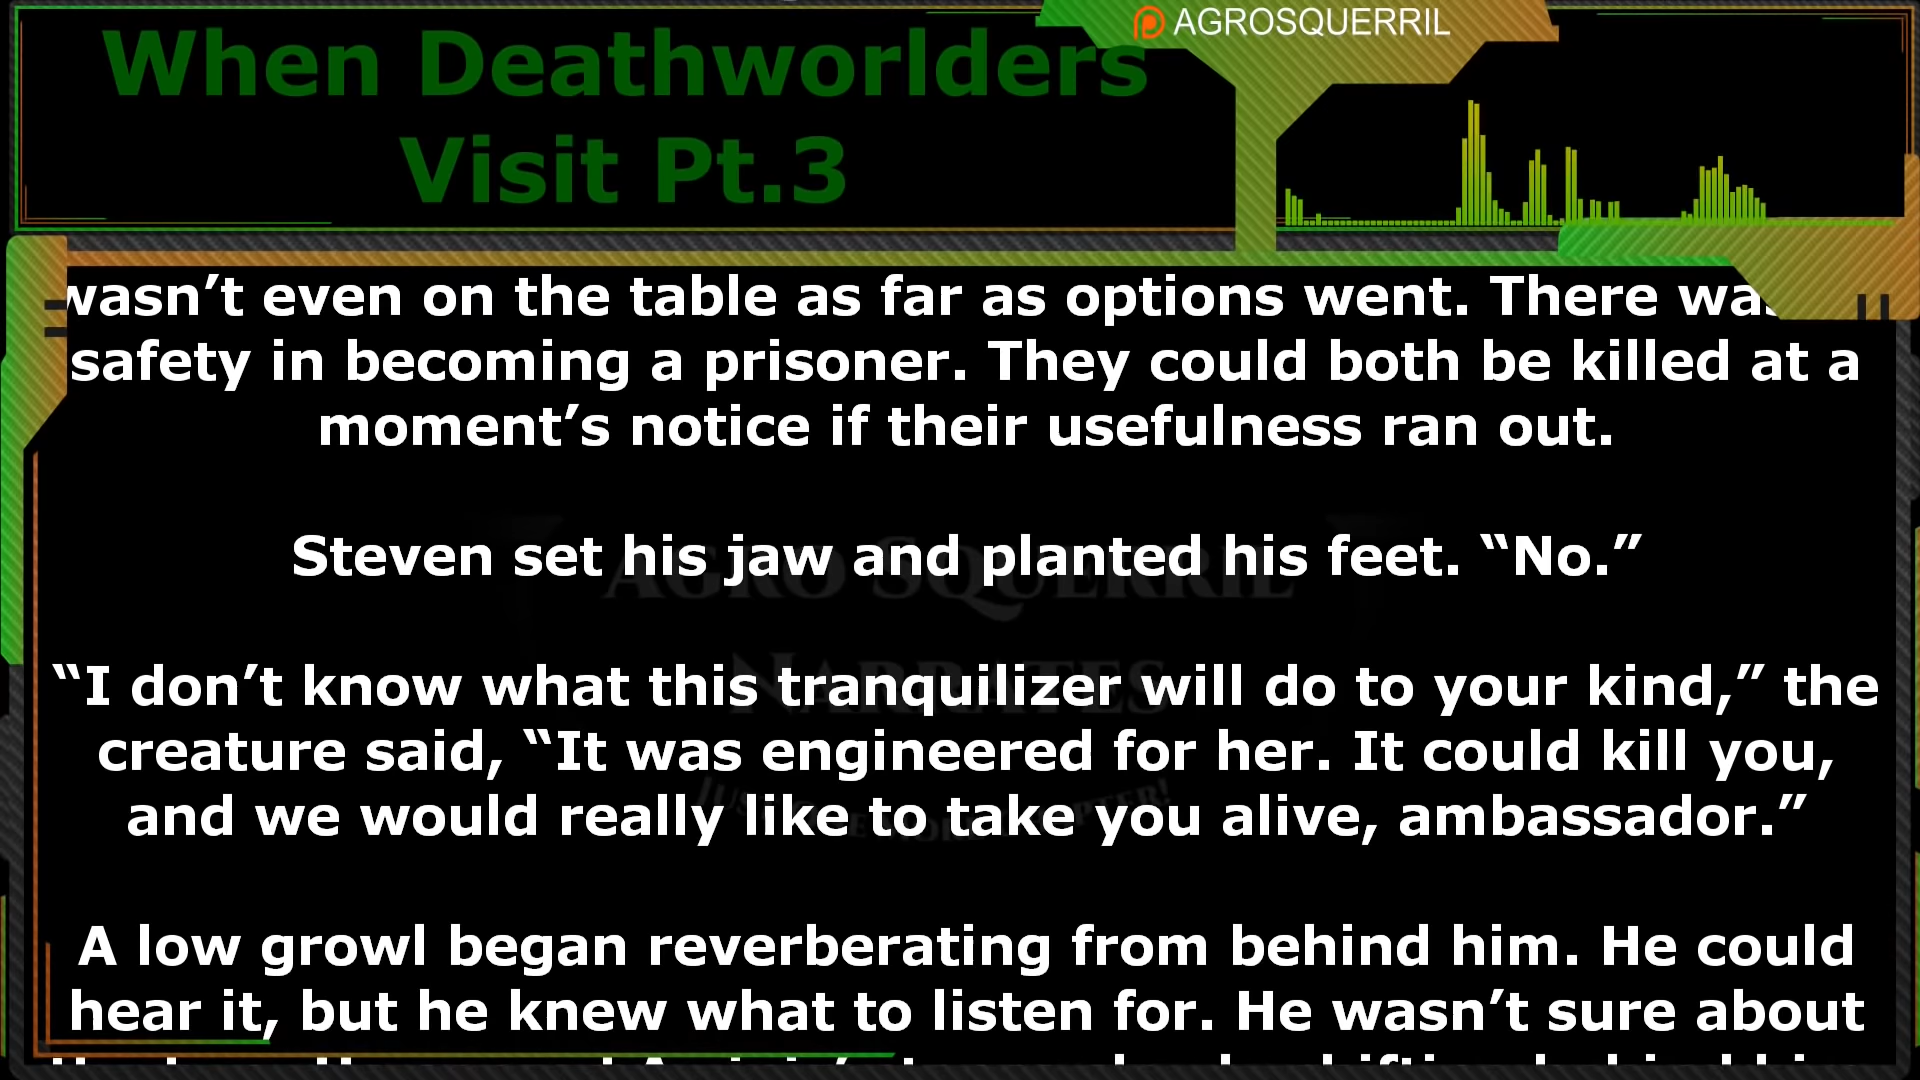 AGROSQUERRIL
When Deathworlders
Visit Pt.3
wasn’t even on the table as far as options went. There
safety in becoming a prisoner. They could both be killed at a
moment’s notice if their usefulness ran out.
Steven set his jaw and planted his feet. “No.”
AGRO SQUERRIL
NARRATES
“I don’t know what this tranquilizer will do to your kind,” the
creature said, “It was engineered for her. It could kill you,
and we would really like to take you alive, ambassador.”
A low growl began reverberating from behind him. He could
hear it, but he knew what to listen for. He wasn’t sure about